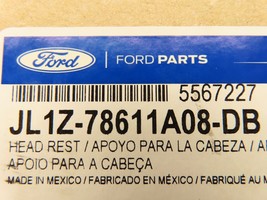 Ford
FORD PARTS
5567227
JL1Z-78611A08-DB
HEAD REST / APOYO PARA LA CABEZA /
APOIO PARA A CABEÇA
MADE IN MEXICO / FABRICADO EN MÉXICO / FABRIQUÉ AU